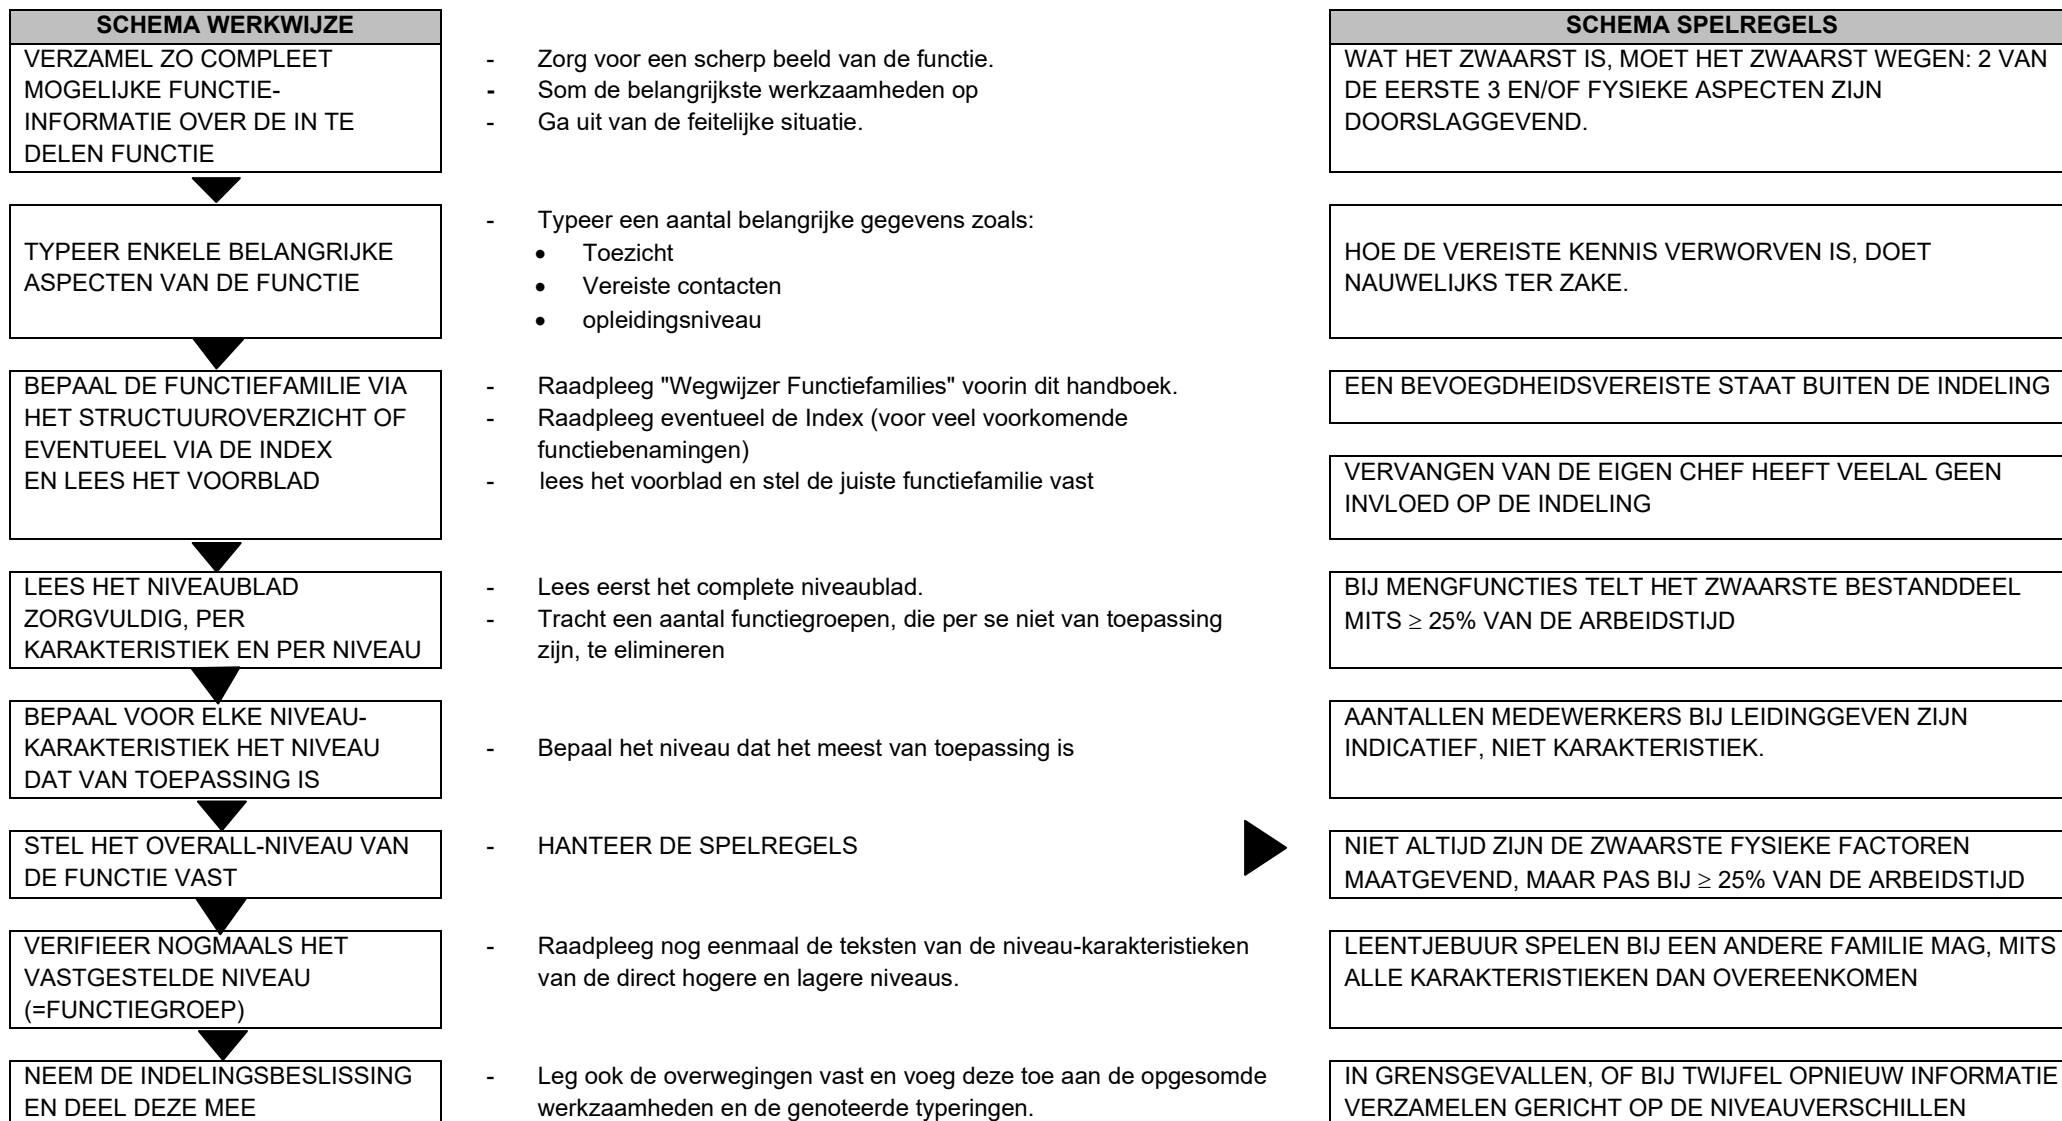 SCHEMA WERKWIJZE
VERZAMEL ZO COMPLEET
MOGELIJKE FUNCTIE-
INFORMATIE OVER DE IN TE
DELEN FUNCTIE
- Zorg voor een scherp beeld van de functie.
- Som de belangrijkste werkzaamheden op
- Ga uit van de feitelijke situatie.
TYPEER ENKELE BELANGRIJKE
ASPECTEN VAN DE FUNCTIE
- Typeer een aantal belangrijke gegevens zoals:
• Toezicht
• Vereiste contacten
• opleidingsniveau
BEPAAL DE FUNCTIEFAMILIE VIA
HET STRUCTUUROVERZICHT OF
EVENTUEEL VIA DE INDEX
EN LEES HET VOORBLAD
- Raadpleeg "Wegwijzer Functiefamilies" voorin dit handboek.
- Raadpleeg eventueel de Index (voor veel voorkomende
functiebenamingen)
- lees het voorblad en stel de juiste functiefamilie vast
LEES HET NIVEAUBLAD
ZORGVULDIG, PER
KARAKTERISTIEK EN PER NIVEAU
- Lees eerst het complete niveaublad.
- Tracht een aantal functiegroepen, die per se niet van toepassing
zijn, te elimineren
BEPAAL VOOR ELKE NIVEAU-
KARAKTERISTIEK HET NIVEAU
DAT VAN TOEPASSING IS
- Bepaal het niveau dat het meest van toepassing is
STEL HET OVERALL-NIVEAU VAN
DE FUNCTIE VAST
- HANTEER DE SPELREGELS
VERIFIEER NOGMAALS HET
VASTGESTELDE NIVEAU
(=FUNCTIEGROEP)
- Raadpleeg nog eenmaal de teksten van de niveau-karakteristieken
van de direct hogere en lagere niveaus.
NEEM DE INDELINGSBESLISSING
EN DEEL DEZE MEE
- Leg ook de overwegingen vast en voeg deze toe aan de opgesomde
werkzaamheden en de genoteerde typeringen.
SCHEMA SPELREGELS
WAT HET ZWAARST IS, MOET HET ZWAARST WEGEN: 2 VAN
DE EERSTE 3 EN/OF FYSIEKE ASPECTEN ZIJN
DOORSLAGGEVEND.
HOE DE VEREISTE KENNIS VERWORVEN IS, DOET
NAUWELIJKS TER ZAKE.
EEN BEVOEGDHEIDSVEREISTE STAAT BUITEN DE INDELING
VERVANGEN VAN DE EIGEN CHEF HEEFT VEELAL GEEN
INVLOED OP DE INDELING
BIJ MENGFUNCTIES TELT HET ZWAARSTE BESTANDDEEL
MITS ≥ 25% VAN DE ARBEIDSTIJD
AANTALLEN MEDEWERKERS BIJ LEIDINGGEVEN ZIJN
INDICATIEF, NIET KARAKTERISTIEK.
NIET ALTIJD ZIJN DE ZWAARSTE FYSIEKE FACTOREN
MAATGEVEND, MAAR PAS BIJ ≥ 25% VAN DE ARBEIDSTIJD
LEENTJEBUUR SPELEN BIJ EEN ANDERE FAMILIE MAG, MITS
ALLE KARAKTERISTIEKEN DAN OVEREENKOMEN
IN GRENSGEVALLEN, OF BIJ TWIJFEL OPNIEUW INFORMATIE
VERZAMELEN GERICHT OP DE NIVEAUVERSCHILLEN